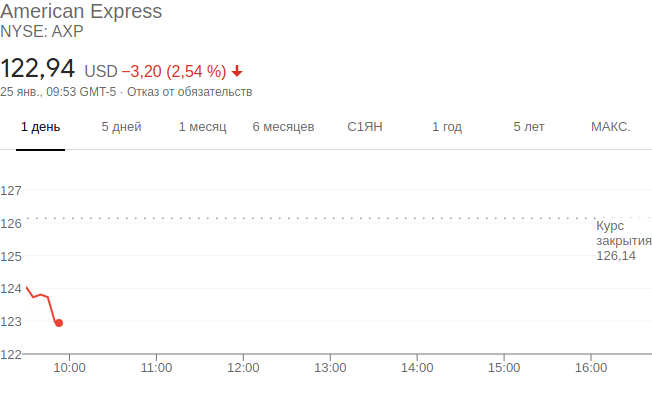 American Express
NYSE: AXP
122,94 USD −3,20 (2,54 %)
25 янв., 09:53 GMT-5 · Отказ от обязательств
1 день 5 дней 1 месяц 6 месяцев С1ЯН 1 год 5 лет МАКС.
127
126
Курс
закрытия
126,14
125
124
123
122
10:00 11:00 12:00 13:00 14:00 15:00 16:00